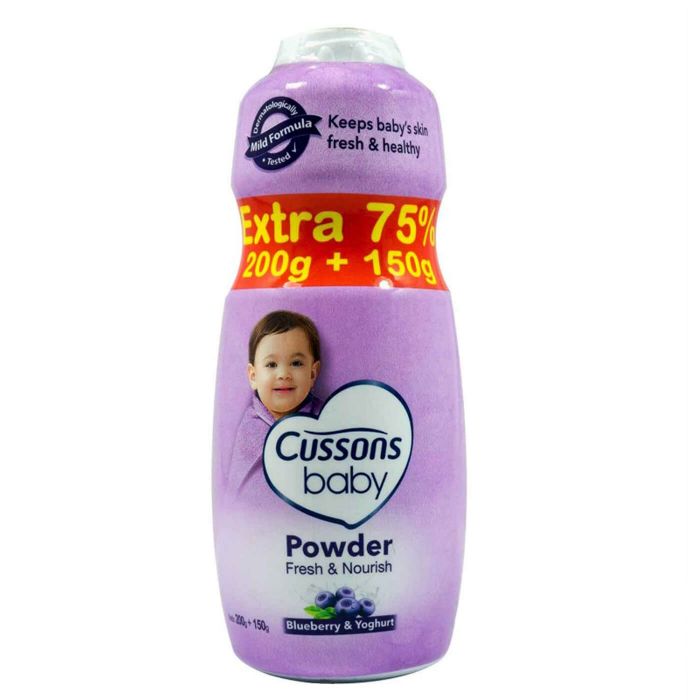 Dermatologically
Mild Formula
• Tested ✓
Keeps baby's skin
fresh & healthy
Extra 75%
200g + 150g
Cussons
baby
Powder
Fresh & Nourish
200g + 150g
Blueberry & Yoghurt